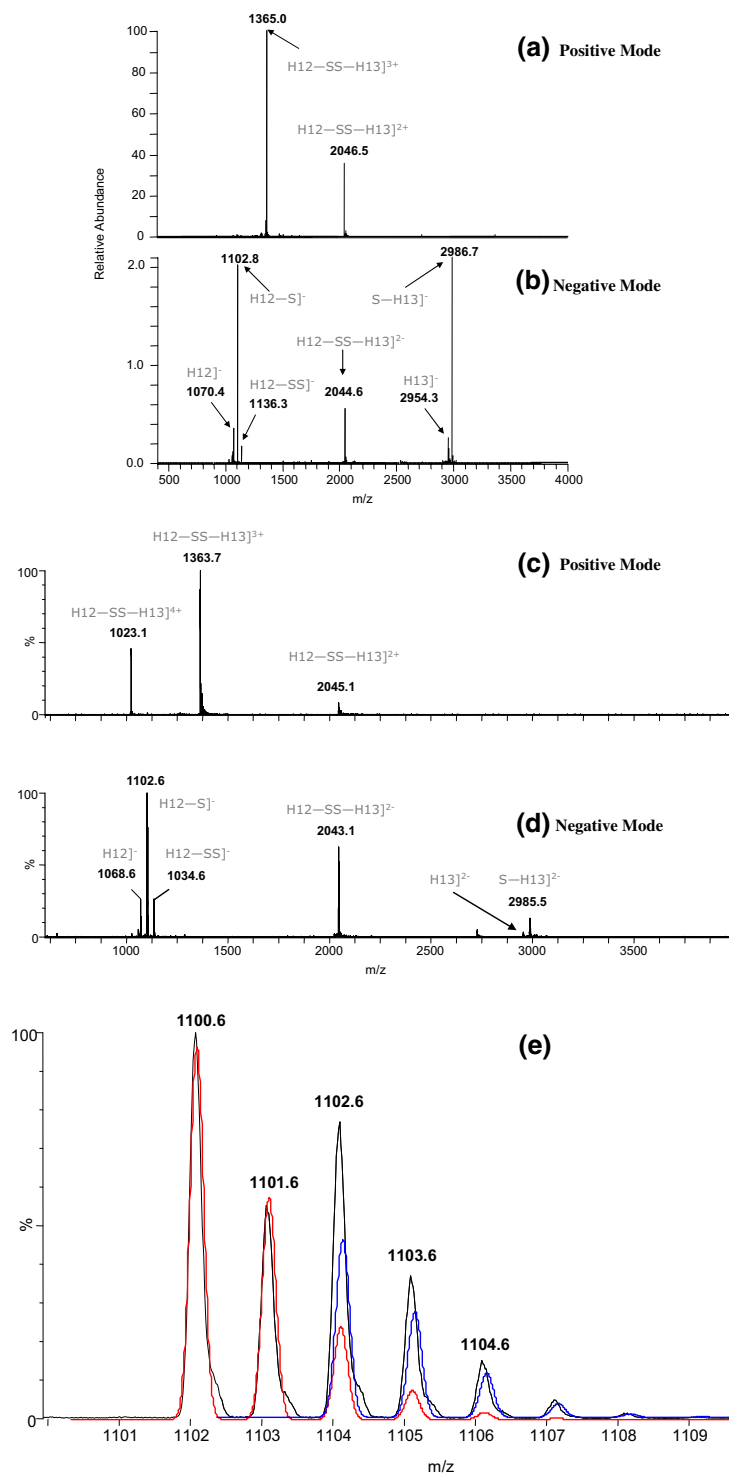 1365.0
(a) Positive Mode
H12—SS—H13]³⁺
H12—SS—H13]²⁺
2046.5
100
80
60
40
20
0
Relative Abundance
1102.8
2986.7
(b) Negative Mode
H12—S]⁻
S—H13]⁻
H12—SS—H13]²⁻
2044.6
H12]⁻
1070.4
H12—SS]⁻
1136.3
H13]⁻
2954.3
2.0
1.0
0.0
500 1000 1500 2000 2500 3000 3500 4000
m/z
H12—SS—H13]³⁺
1363.7
(c) Positive Mode
H12—SS—H13]⁴⁺
1023.1
H12—SS—H13]²⁺
2045.1
100
%
0
1102.6
H12—S]⁻
H12—SS—H13]²⁻
2043.1
(d) Negative Mode
H12]⁻
1068.6
H12—SS]⁻
1034.6
H13]²⁻
S—H13]²⁻
2985.5
100
%
0
1000 1500 2000 2500 3000 3500
m/z
(e)
1100.6
1102.6
1101.6
1103.6
1104.6
100
%
0
1101 1102 1103 1104 1105 1106 1107 1108 1109
m/z